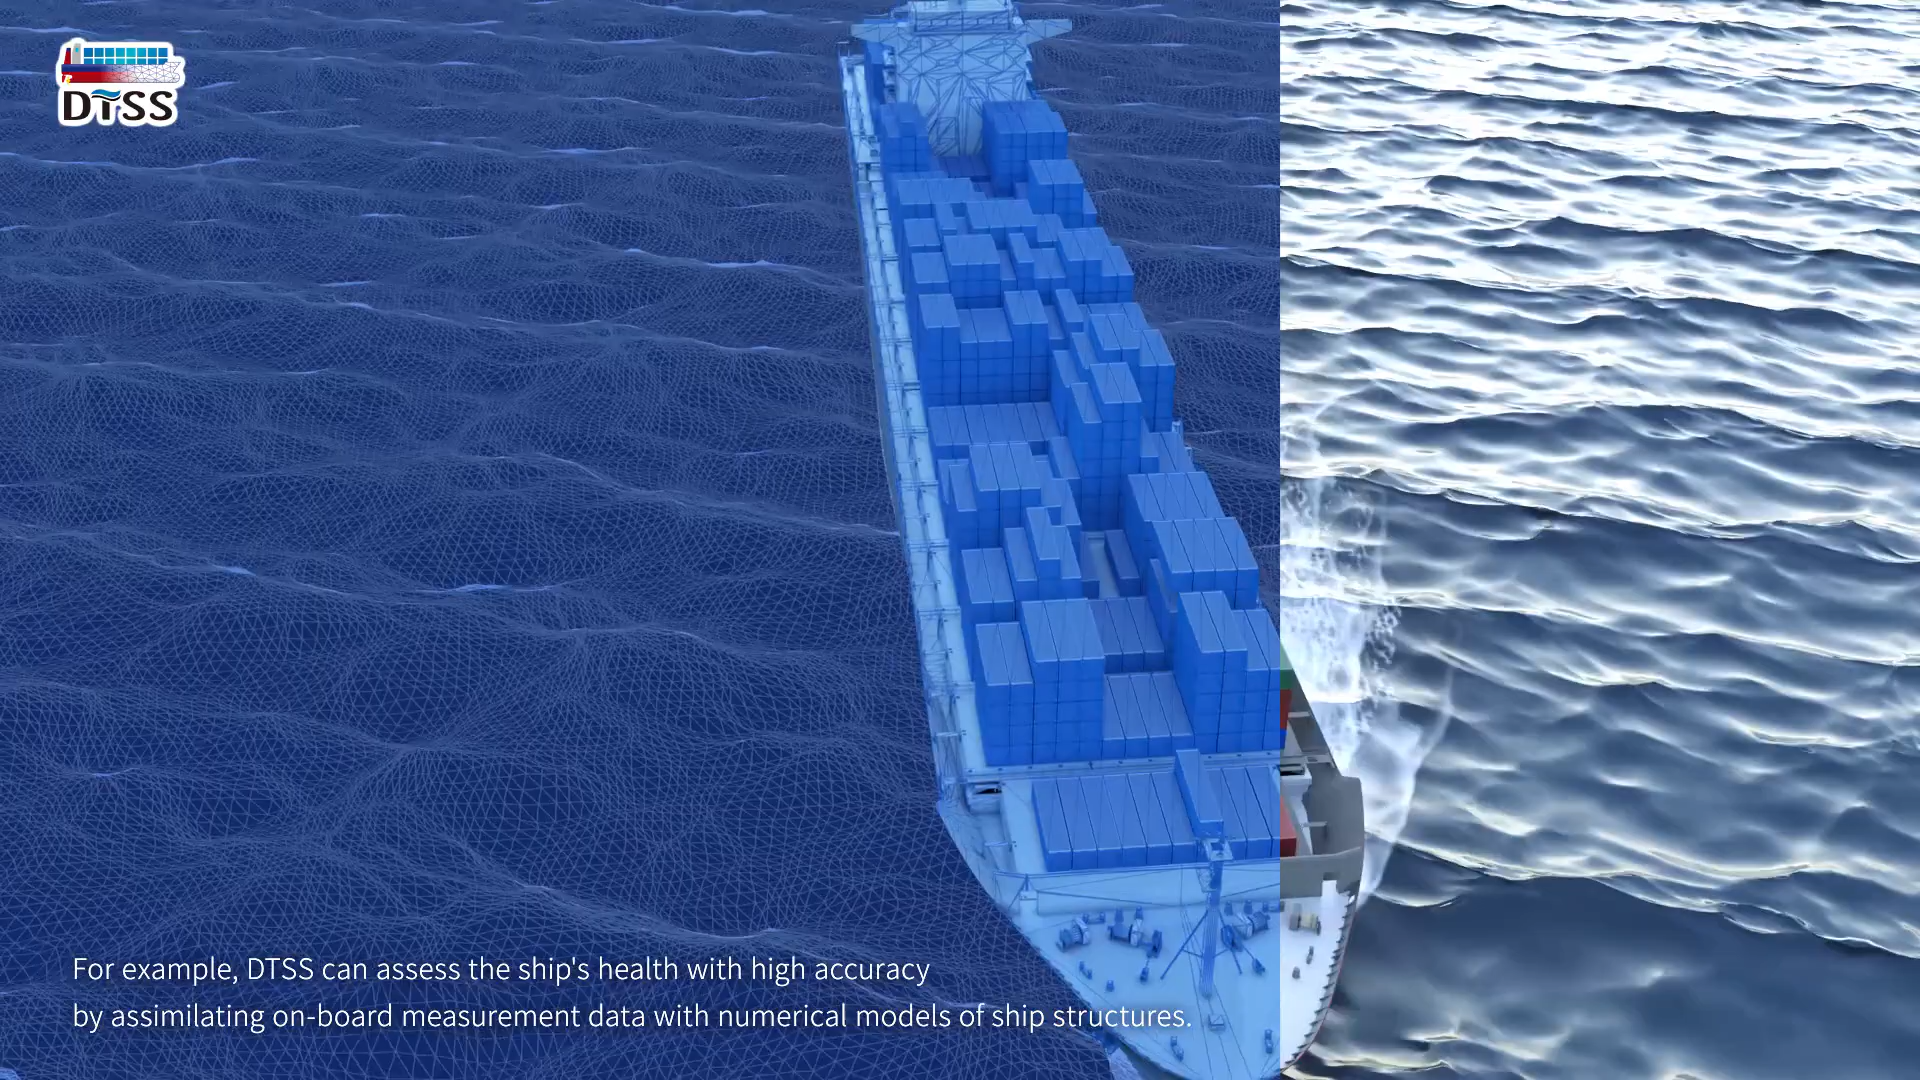 DTSS
For example, DTSS can assess the ship's health with high accuracy
by assimilating on-board measurement data with numerical models of ship structures.